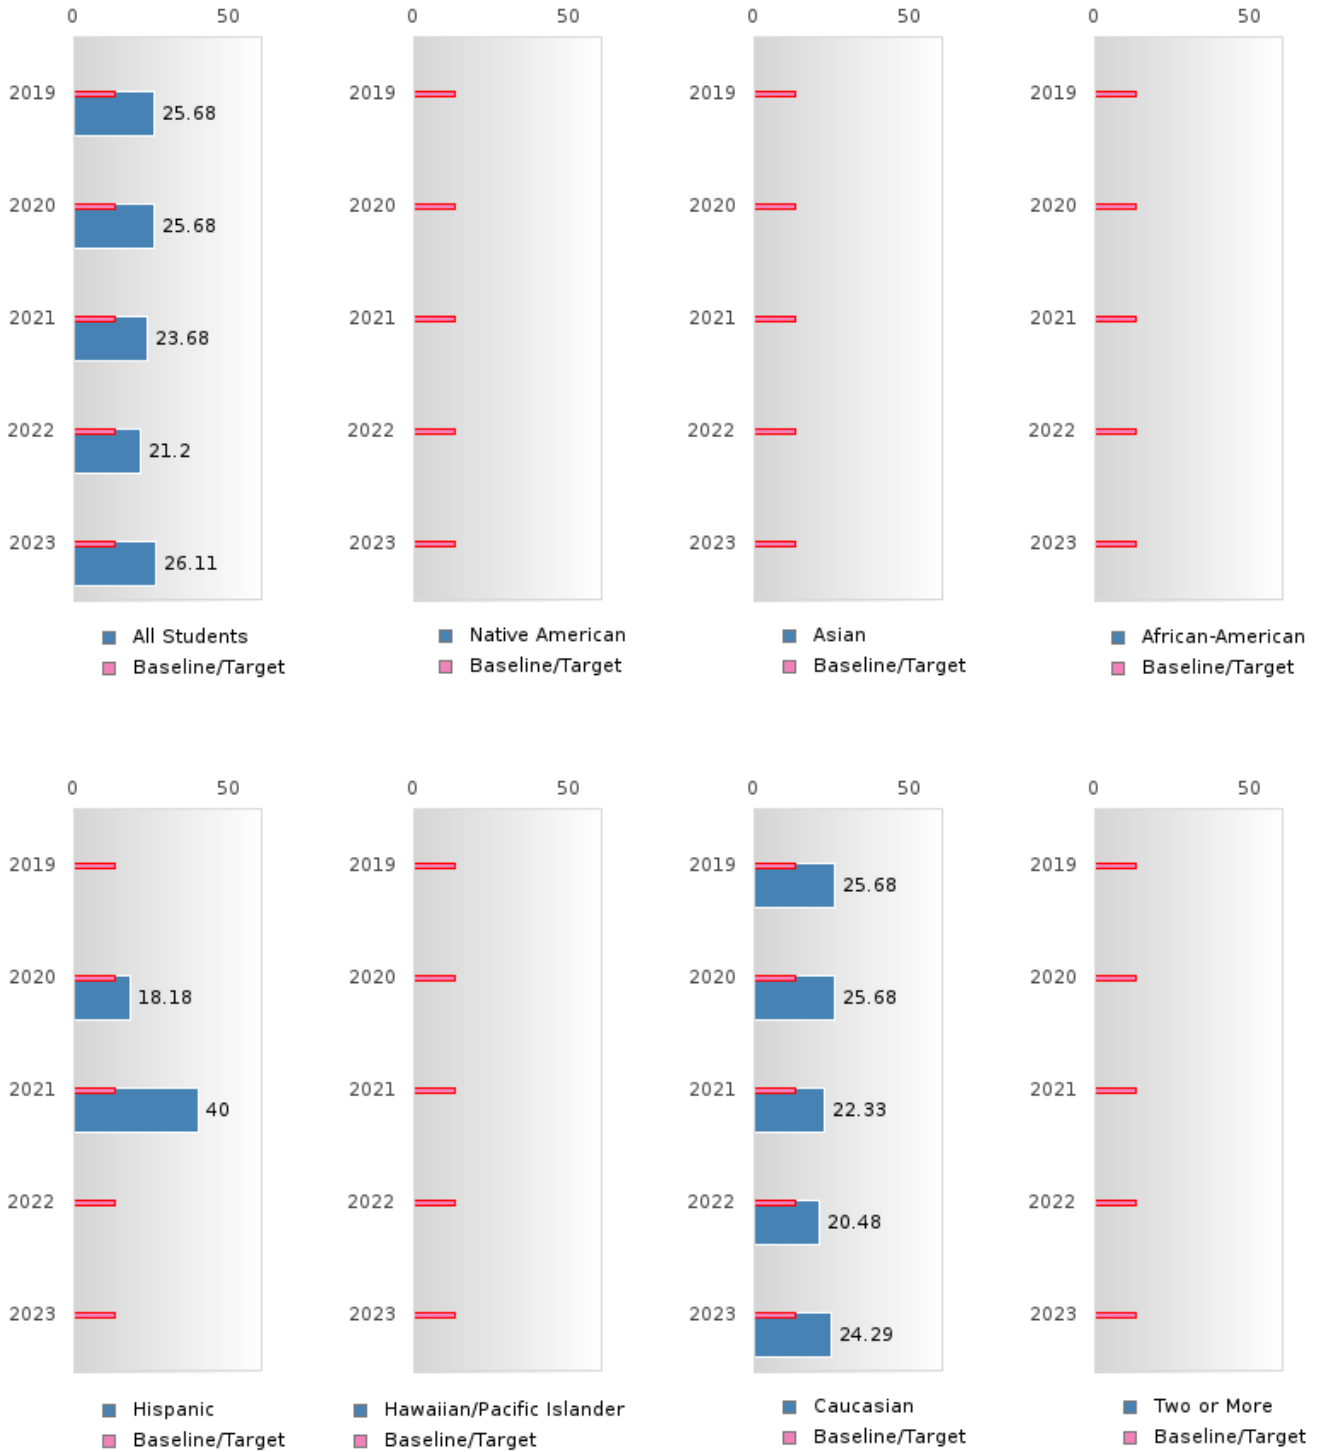 0 50 0 50 0 50 0 50
2019 25.68 2019 2019 2019
2020 25.68 2020 2020 2020
2021 23.68 2021 2021 2021
2022 21.2 2022 2022 2022
2023 26.11 2023 2023 2023
All Students Native American Asian African-American
Baseline/Target Baseline/Target Baseline/Target Baseline/Target
0 50 0 50 0 50 0 50
2019 2019 2019 25.68 2019
2020 18.18 2020 2020 25.68 2020
2021 40 2021 2021 22.33 2021
2022 2022 2022 20.48 2022
2023 2023 2023 24.29 2023
Hispanic Hawaiian/Pacific Islander Caucasian Two or More
Baseline/Target Baseline/Target Baseline/Target Baseline/Target